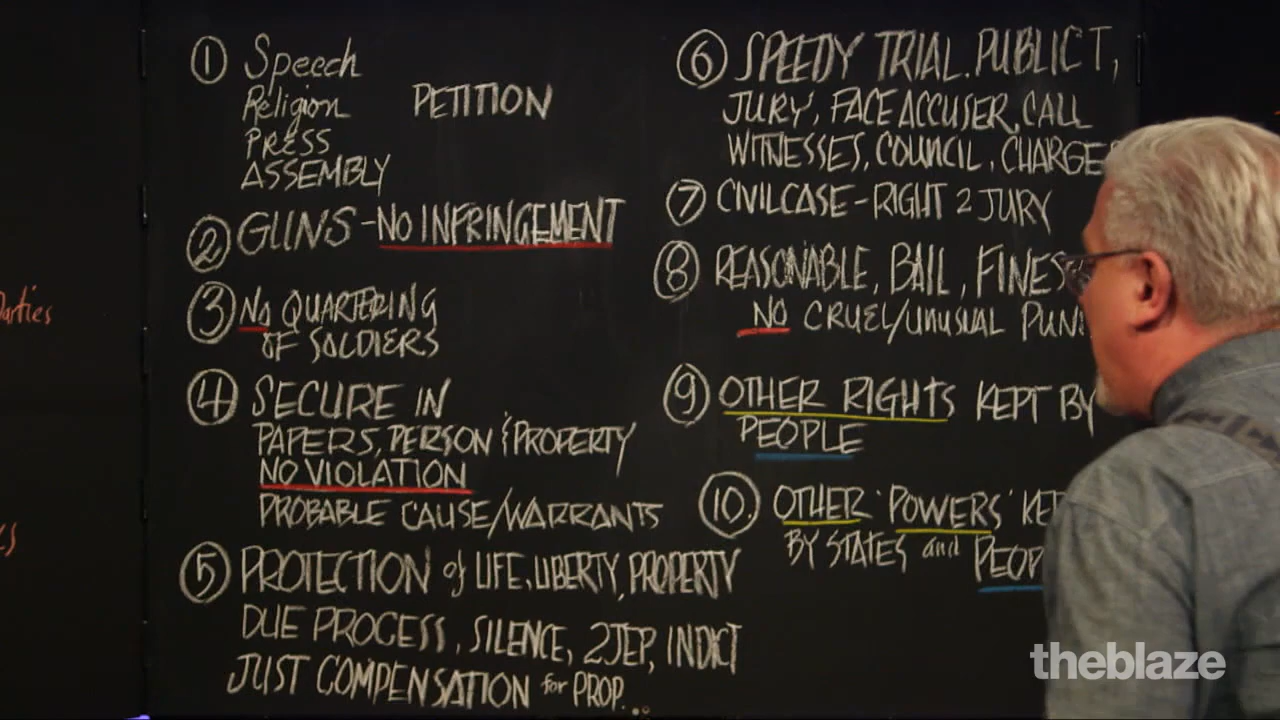 ① Speech
Religion
PRESS
ASSEMBLY
PETITION
② GUNS - NO INFRINGEMENT
③ No QUARTERING
OF SOLDIERS
④ SECURE IN
PAPERS, PERSON & PROPERTY
NO VIOLATION
PROBABLE CAUSE/WARRANTS
⑤ PROTECTION of LIFE, LIBERTY, PROPERTY
DUE PROCESS, SILENCE, 2JEP, INDICT
JUST COMPENSATION for PROP...
⑥ SPEEDY TRIAL. PUBLIC T,
JURY, FACE ACCUSER, CALL
WITNESSES, COUNCIL, CHARGE
⑦ CIVILCASE - RIGHT 2 JURY
⑧ REASONABLE, BAIL, FINES
NO CRUEL/UNUSUAL PUN
⑨ OTHER RIGHTS KEPT BY
PEOPLE
⑩ OTHER 'POWERS' KE
BY STATES and PEOP
arties
theblaze